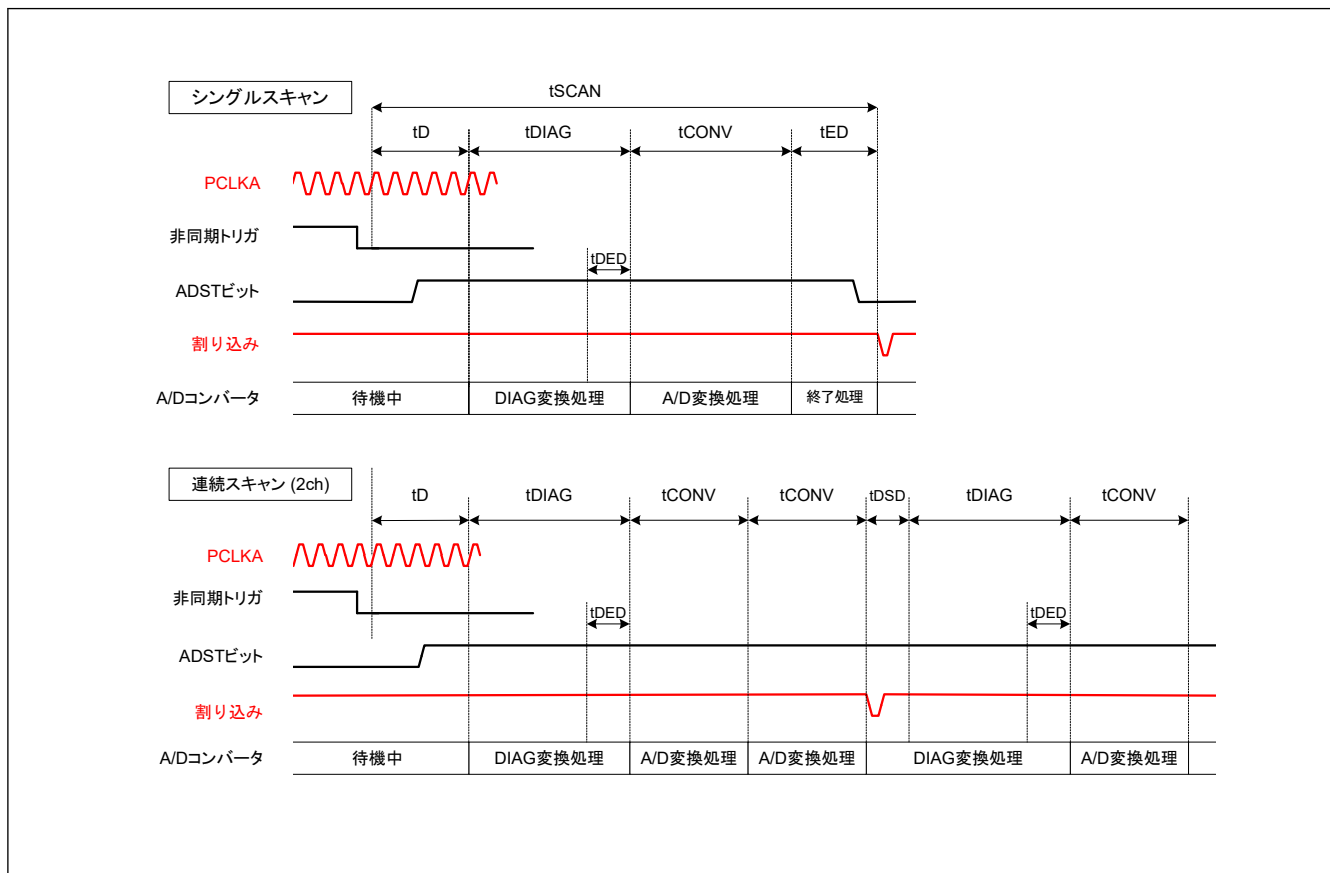 シングルスキャン
tSCAN
tD tDIAG tCONV tED
PCLKA
非同期トリガ
tDED
ADSTビット
割り込み
A/Dコンバータ 待機中 DIAG変換処理 A/D変換処理 終了処理
連続スキャン (2ch)
tD tDIAG tCONV tCONV tDSD tDIAG tCONV
PCLKA
非同期トリガ
tDED tDED
ADSTビット
割り込み
A/Dコンバータ 待機中 DIAG変換処理 A/D変換処理 A/D変換処理 DIAG変換処理 A/D変換処理